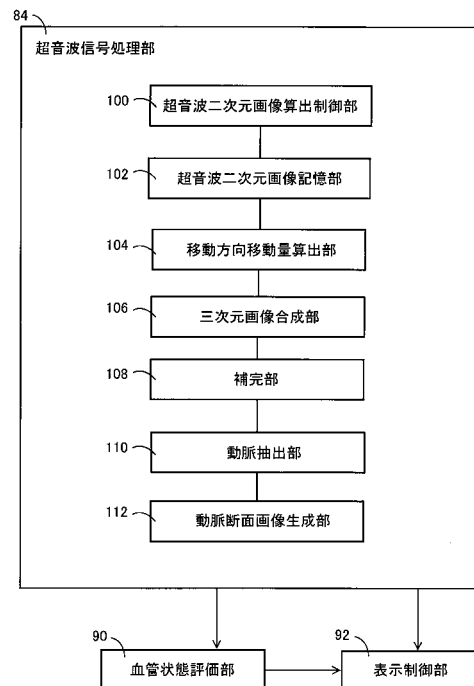 84
超音波信号処理部
100
超音波二次元画像算出制御部
102
超音波二次元画像記憶部
104
移動方向移動量算出部
106
三次元画像合成部
108
補完部
110
動脈抽出部
112
動脈断面画像生成部
90
血管状態評価部
92
表示制御部